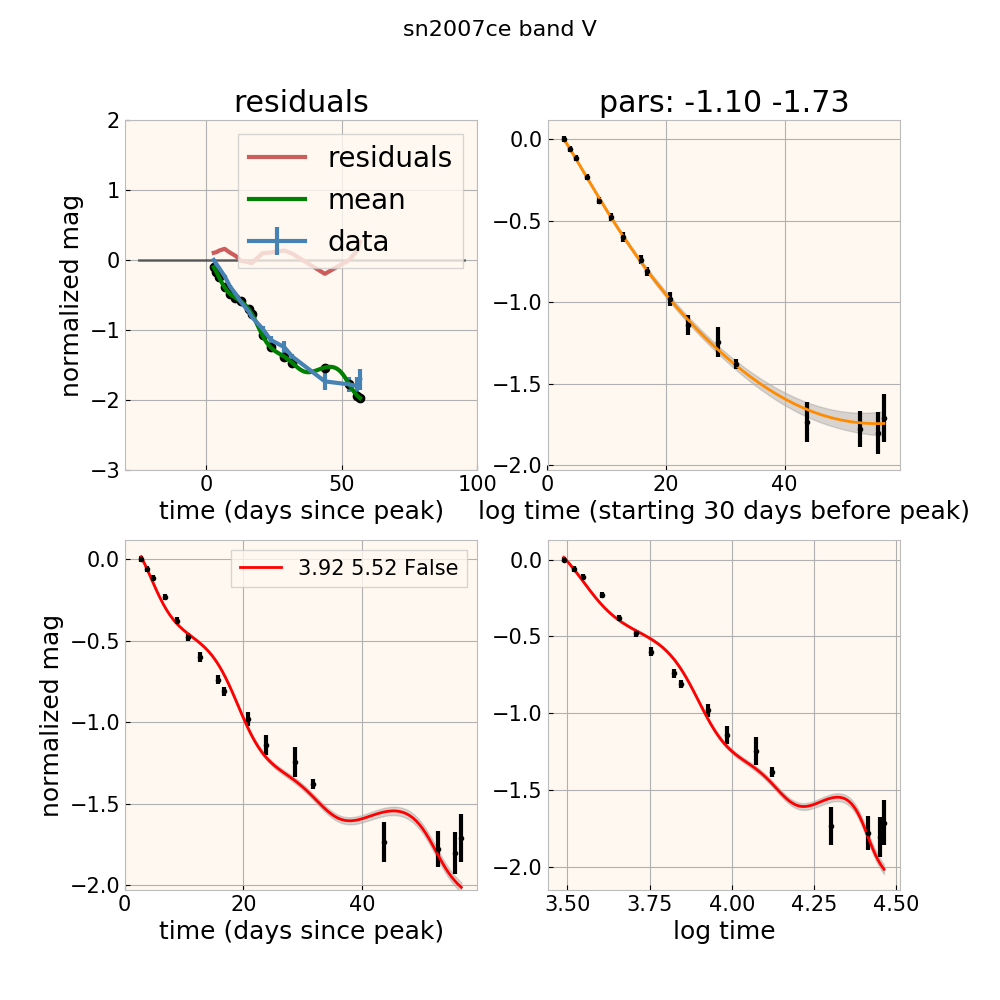 sn2007ce band V
residuals
pars: -1.10 -1.73
normalized mag
2
1
0
−1
−2
−3
residuals
mean
data
0
50
100
time (days since peak)
0.0
−0.5
−1.0
−1.5
−2.0
0
20
40
log time (starting 30 days before peak)
normalized mag
0.0
−0.5
−1.0
−1.5
−2.0
3.92 5.52 False
0
20
40
time (days since peak)
0.0
−0.5
−1.0
−1.5
−2.0
3.50
3.75
4.00
4.25
4.50
log time